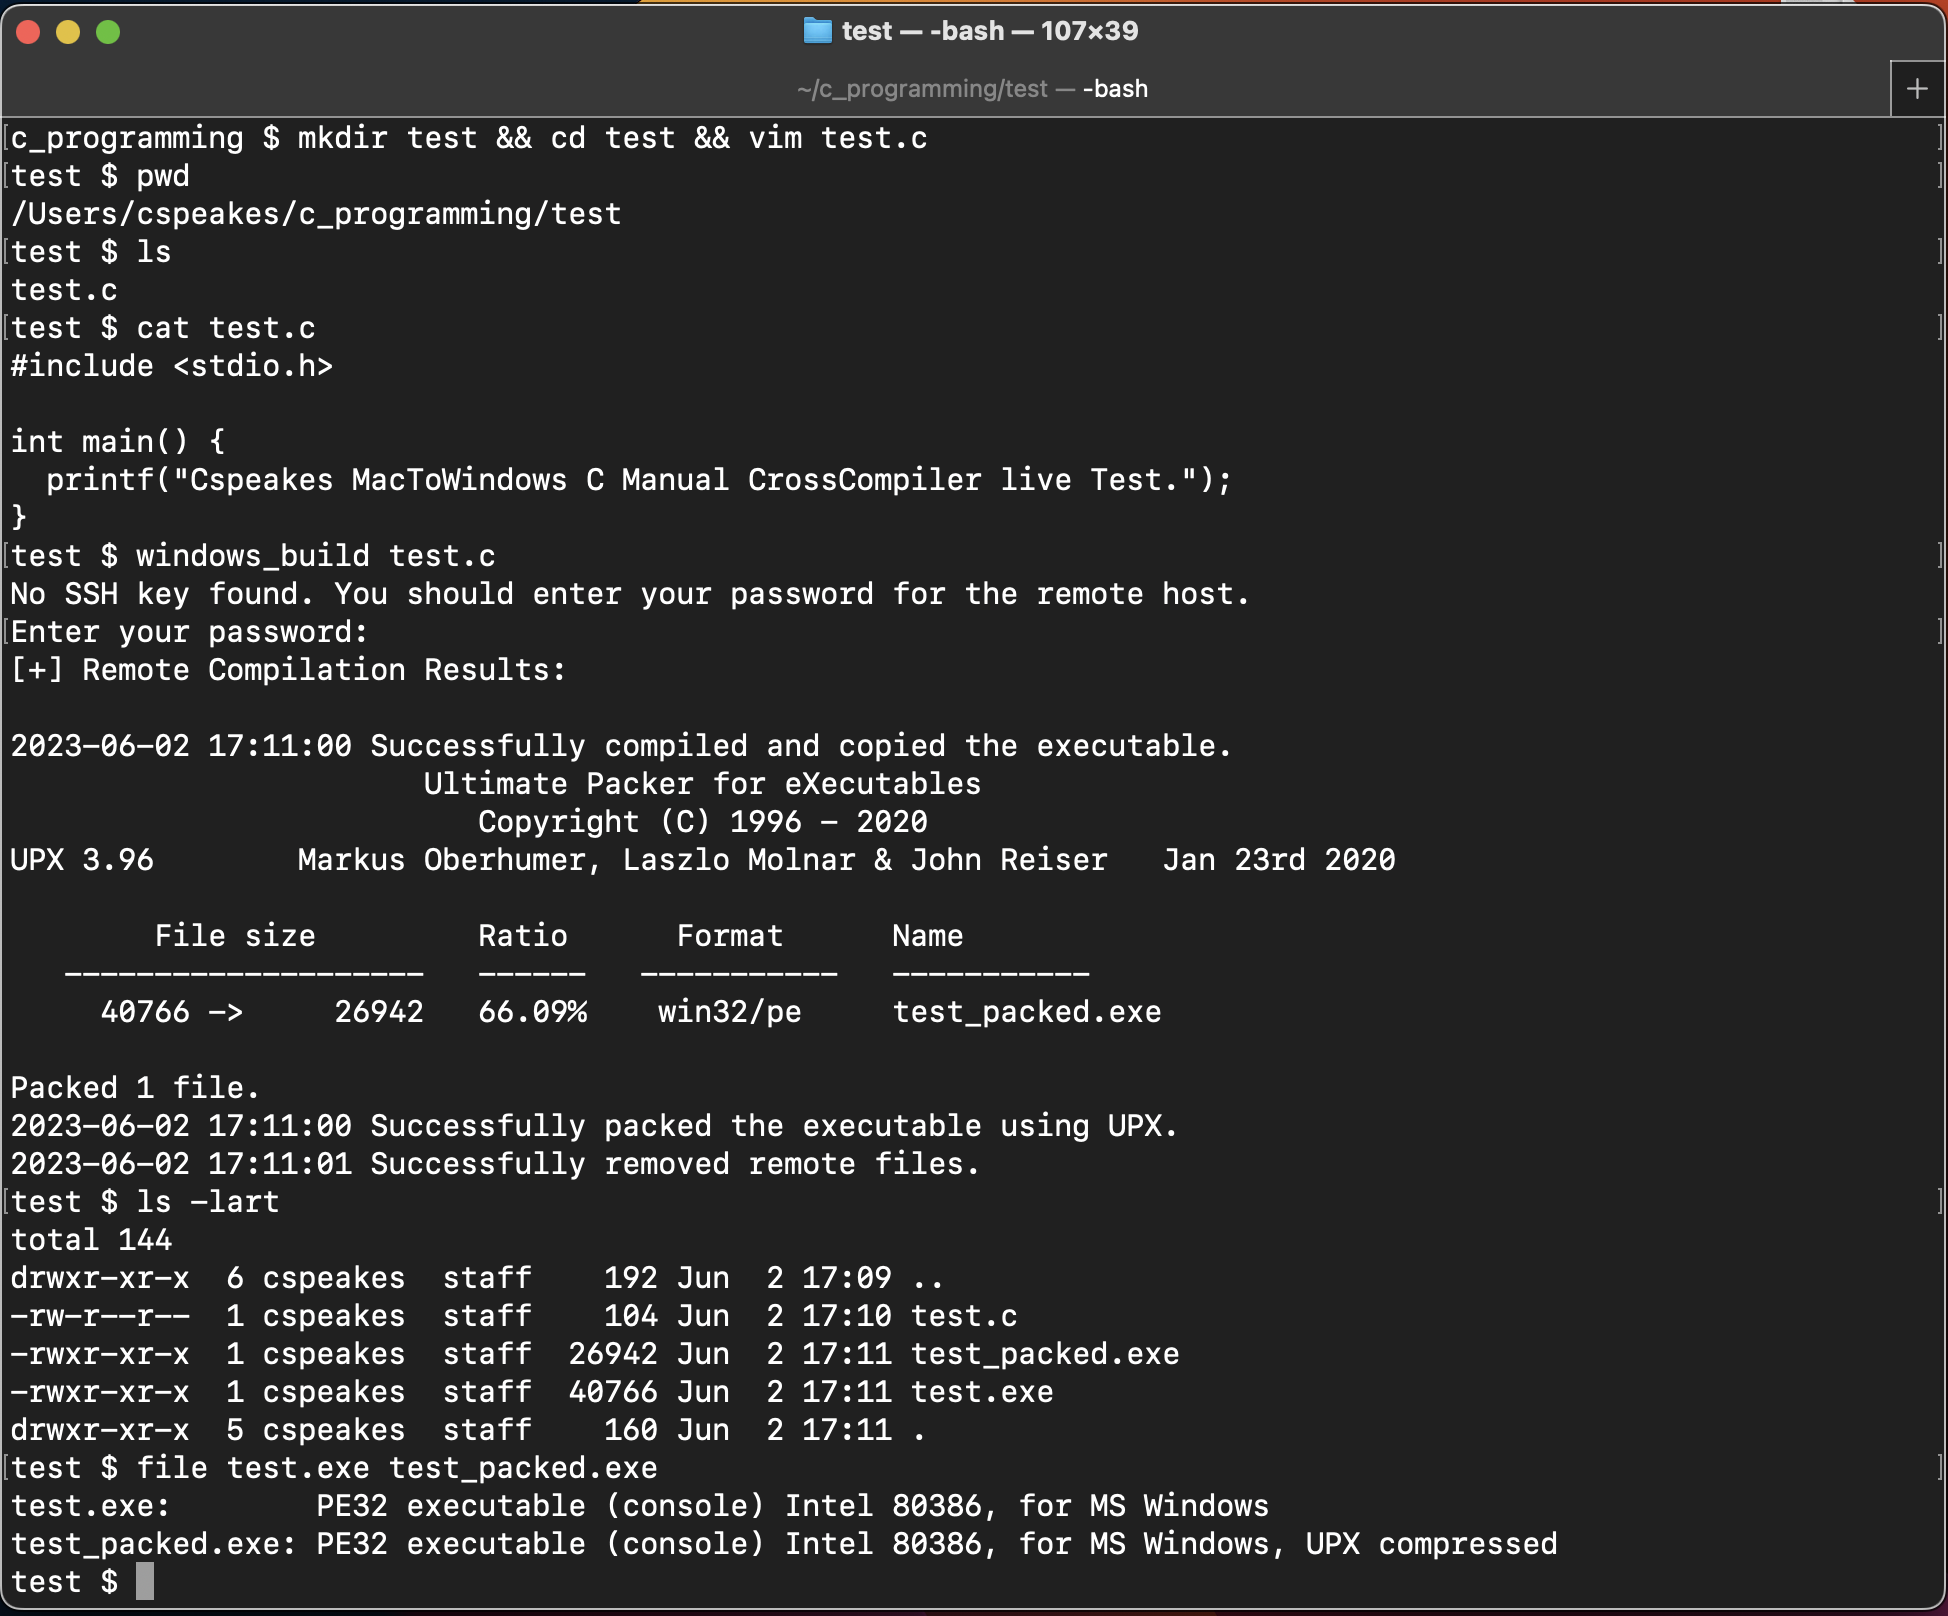 test — -bash — 107×39
~/c_programming/test — -bash
+
[c_programming $ mkdir test && cd test && vim test.c ]
[test $ pwd ]
/Users/cspeakes/c_programming/test
[test $ ls ]
test.c
[test $ cat test.c ]
#include <stdio.h>

int main() {
  printf("Cspeakes MacToWindows C Manual CrossCompiler live Test.");
}
[test $ windows_build test.c ]
No SSH key found. You should enter your password for the remote host.
[Enter your password: ]
[+] Remote Compilation Results:

2023-06-02 17:11:00 Successfully compiled and copied the executable.
                       Ultimate Packer for eXecutables
                          Copyright (C) 1996 - 2020
UPX 3.96        Markus Oberhumer, Laszlo Molnar & John Reiser   Jan 23rd 2020

        File size         Ratio      Format      Name
   --------------------   ------   -----------   -----------
     40766 ->     26942   66.09%    win32/pe     test_packed.exe

Packed 1 file.
2023-06-02 17:11:00 Successfully packed the executable using UPX.
2023-06-02 17:11:01 Successfully removed remote files.
[test $ ls -lart ]
total 144
drwxr-xr-x  6 cspeakes  staff    192 Jun  2 17:09 ..
-rw-r--r--  1 cspeakes  staff    104 Jun  2 17:10 test.c
-rwxr-xr-x  1 cspeakes  staff  26942 Jun  2 17:11 test_packed.exe
-rwxr-xr-x  1 cspeakes  staff  40766 Jun  2 17:11 test.exe
drwxr-xr-x  5 cspeakes  staff    160 Jun  2 17:11 .
[test $ file test.exe test_packed.exe ]
test.exe:        PE32 executable (console) Intel 80386, for MS Windows
test_packed.exe: PE32 executable (console) Intel 80386, for MS Windows, UPX compressed
test $